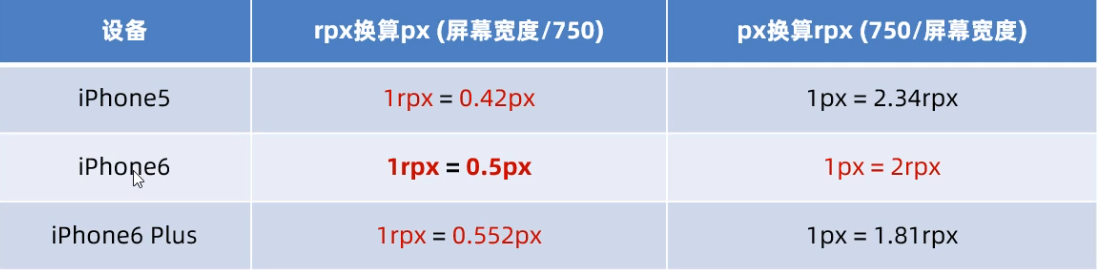 设备 rpx换算px (屏幕宽度/750) px换算rpx (750/屏幕宽度)
iPhone5 1rpx = 0.42px 1px = 2.34rpx
iPhone6 1rpx = 0.5px 1px = 2rpx
iPhone6 Plus 1rpx = 0.552px 1px = 1.81rpx